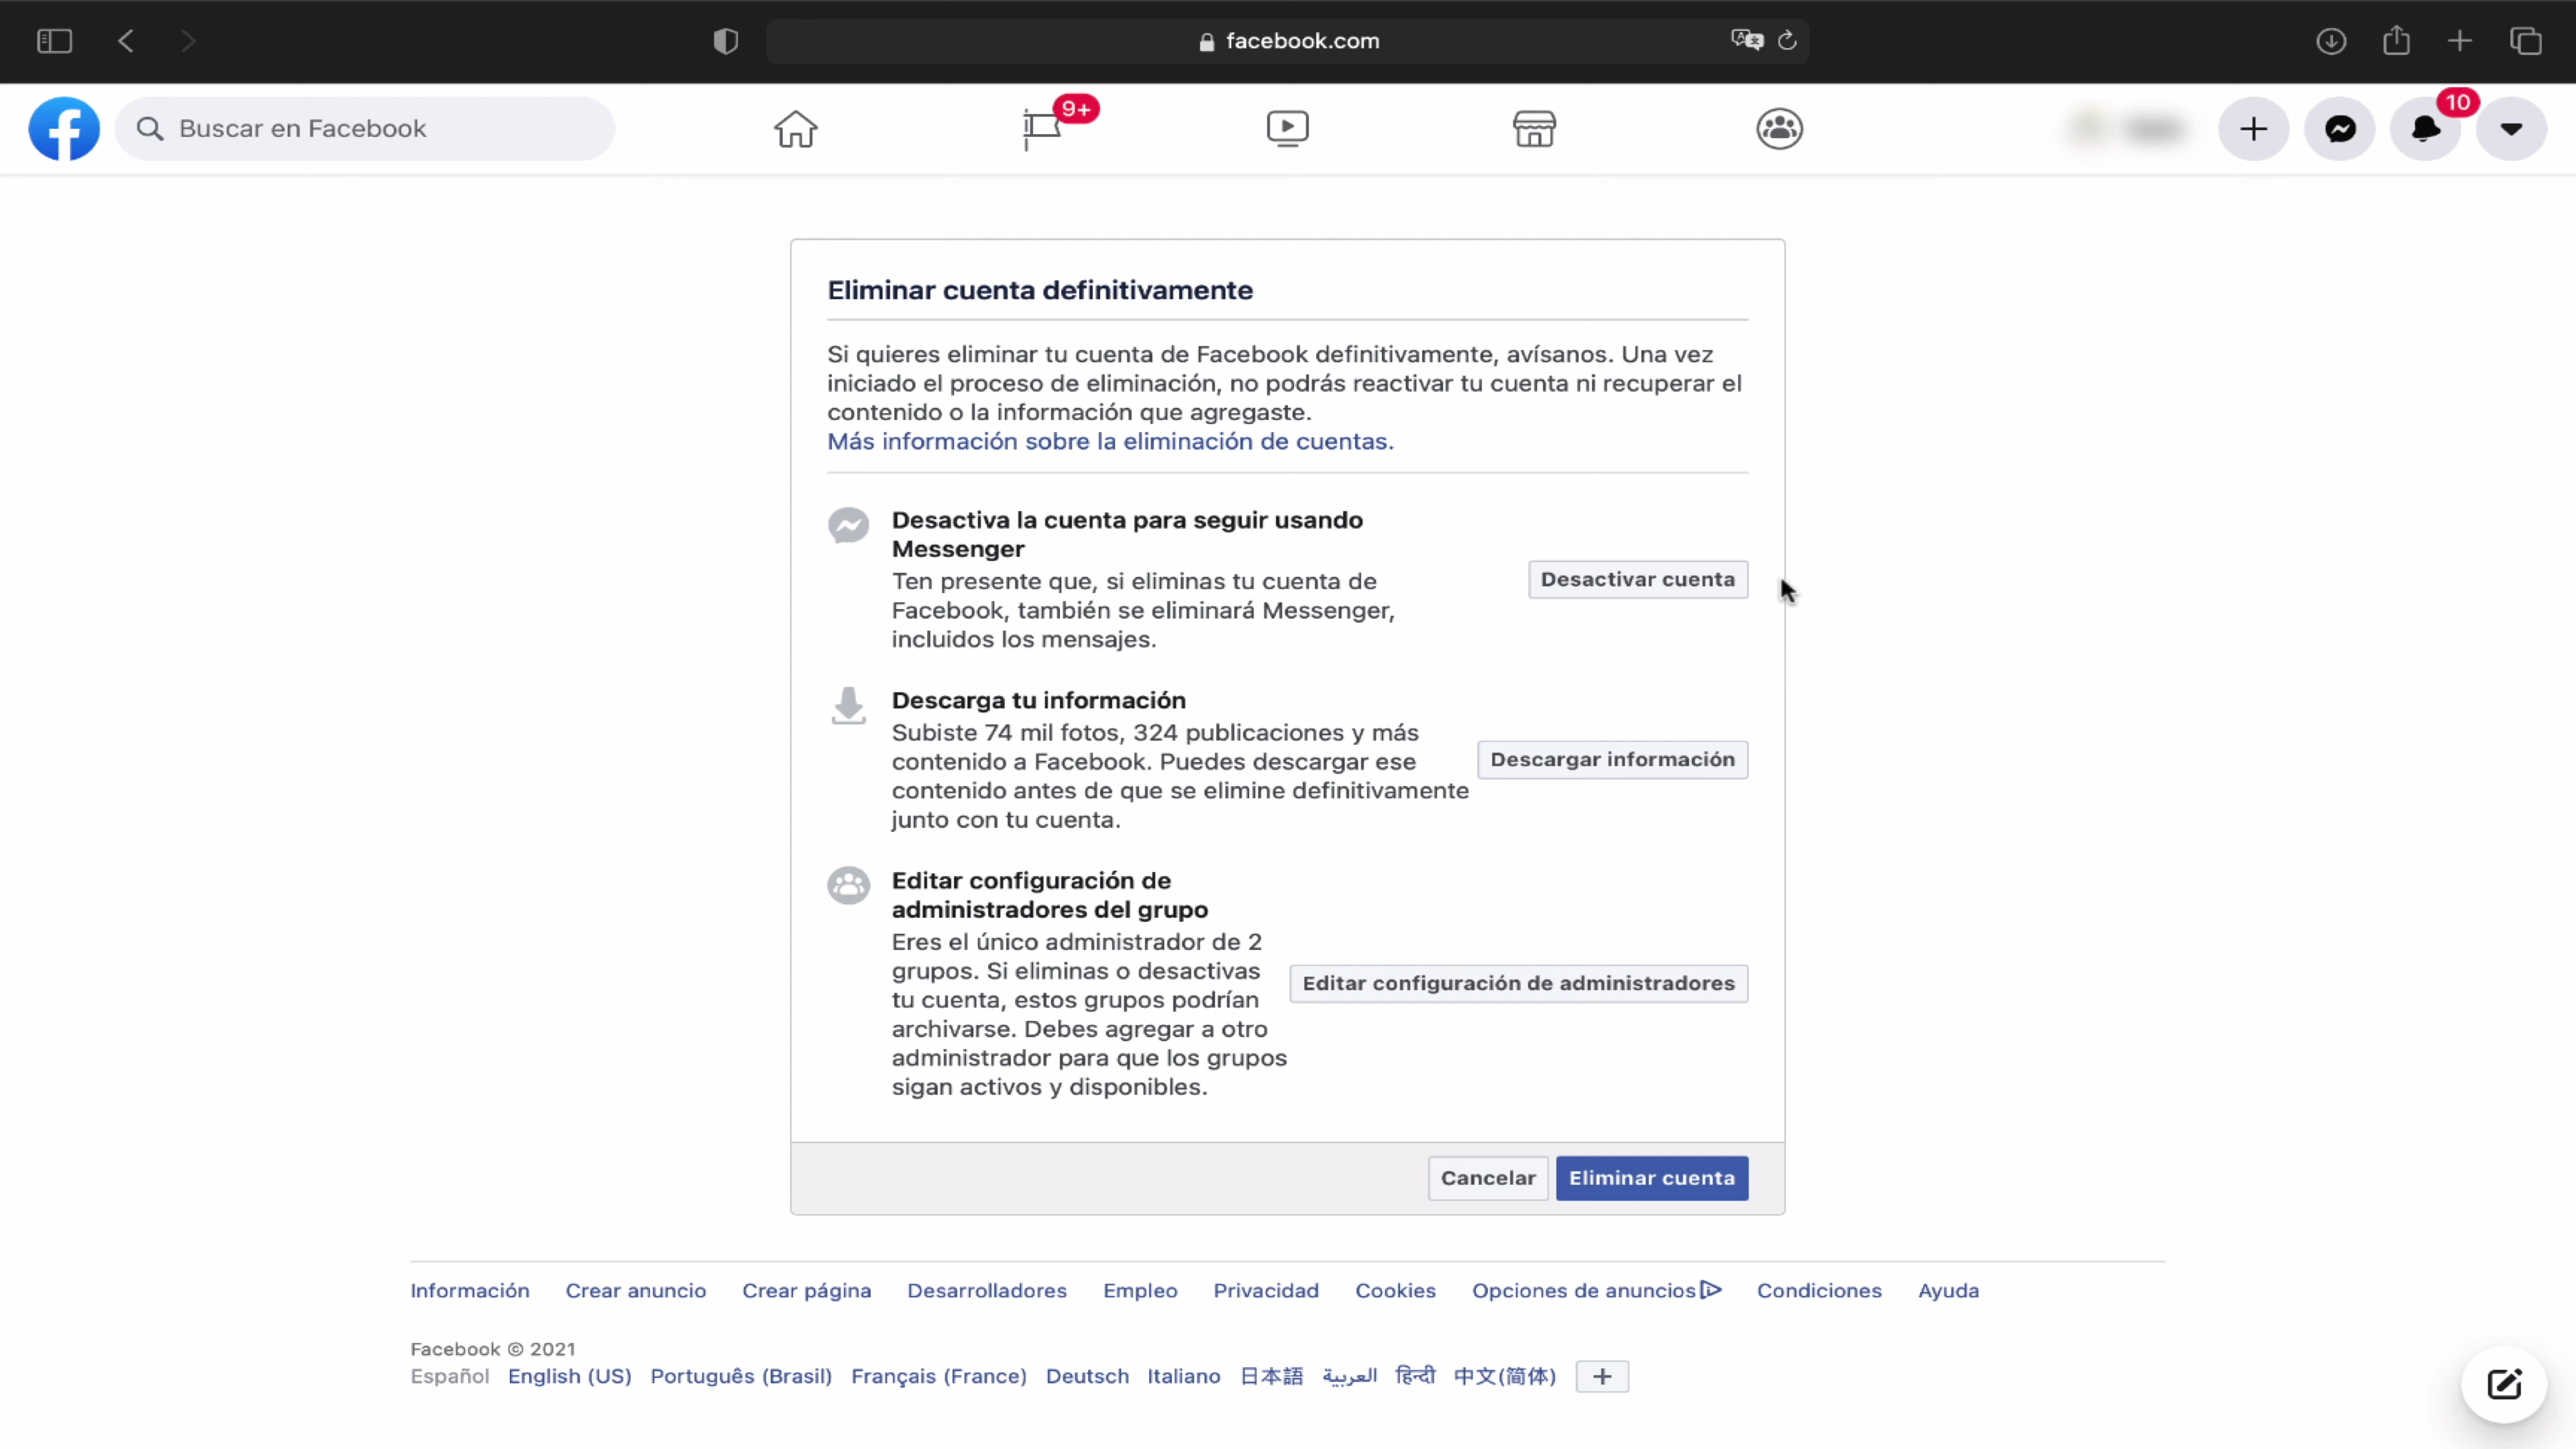 facebook.com
Buscar en Facebook
9+
10
Eliminar cuenta definitivamente
Si quieres eliminar tu cuenta de Facebook definitivamente, avísanos. Una vez
iniciado el proceso de eliminación, no podrás reactivar tu cuenta ni recuperar el
contenido o la información que agregaste.
Más información sobre la eliminación de cuentas.
Desactiva la cuenta para seguir usando
Messenger
Ten presente que, si eliminas tu cuenta de
Facebook, también se eliminará Messenger,
incluidos los mensajes.
Desactivar cuenta
Descarga tu información
Subiste 74 mil fotos, 324 publicaciones y más
contenido a Facebook. Puedes descargar ese
contenido antes de que se elimine definitivamente
junto con tu cuenta.
Descargar información
Editar configuración de
administradores del grupo
Eres el único administrador de 2
grupos. Si eliminas o desactivas
tu cuenta, estos grupos podrían
archivarse. Debes agregar a otro
administrador para que los grupos
sigan activos y disponibles.
Editar configuración de administradores
Cancelar
Eliminar cuenta
Información Crear anuncio Crear página Desarrolladores Empleo Privacidad Cookies Opciones de anuncios Condiciones Ayuda
Facebook © 2021
Español English (US) Português (Brasil) Français (France) Deutsch Italiano 日本語 العربية हिन्दी 中文(简体) +